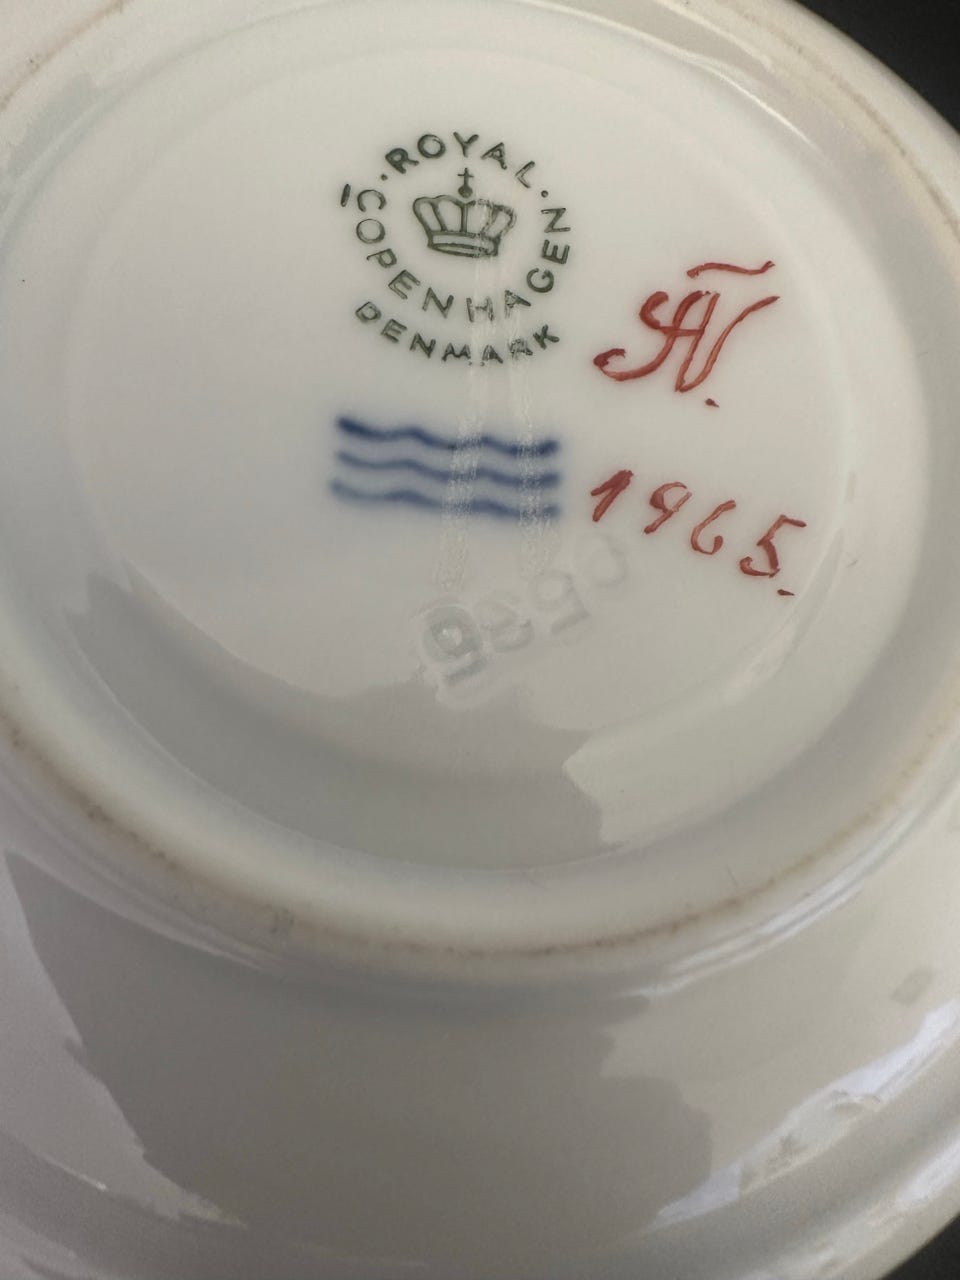 · ROYAL ·
COPENHAGEN
DENMARK
1965.